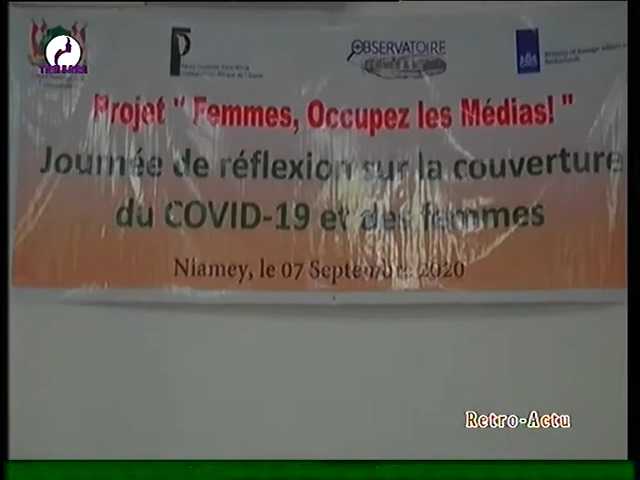 OBSERVATOIRE
Projet " Femmes, Occupez les Médias! "
Journée de réflexion sur la couverture
du COVID-19 et des femmes
Niamey, le 07 Septembre 2020
Retro-Actu